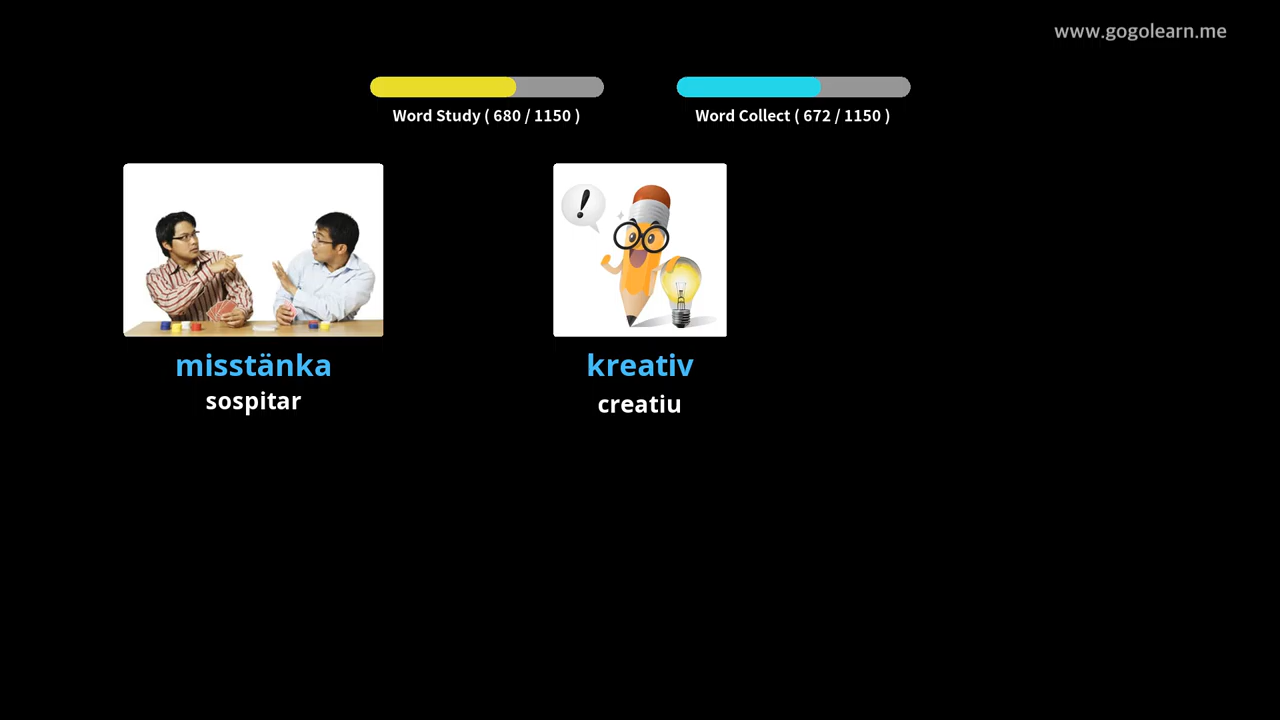 www.gogolearn.me
Word Study ( 680 / 1150 )
Word Collect ( 672 / 1150 )
!
misstänka
kreativ
sospitar
creatiu